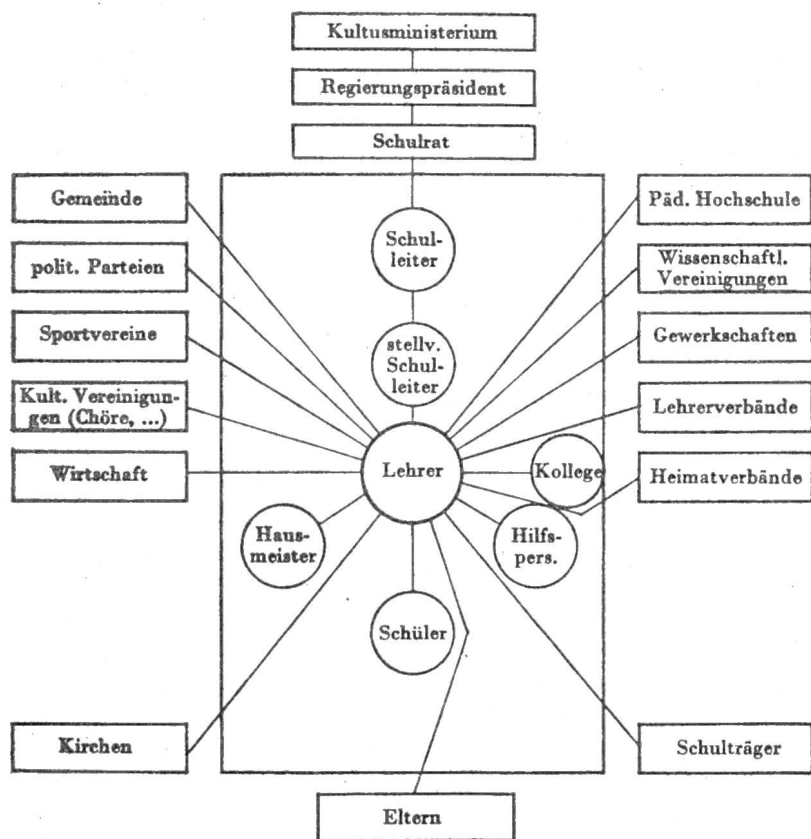 Kultusministerium
Regierungspräsident
Schulrat
Gemeinde
polit. Parteien
Sportvereine
Kult. Vereinigun-
gen (Chöre, ...)
Wirtschaft
Kirchen
Schul-
leiter
stellv.
Schul-
leiter
Lehrer
Kollege
Haus-
meister
Hilfs-
pers.
Schüler
Päd. Hochschule
Wissenschaftl.
Vereinigungen
Gewerkschaften
Lehrerverbände
Heimatverbände
Schulträger
Eltern